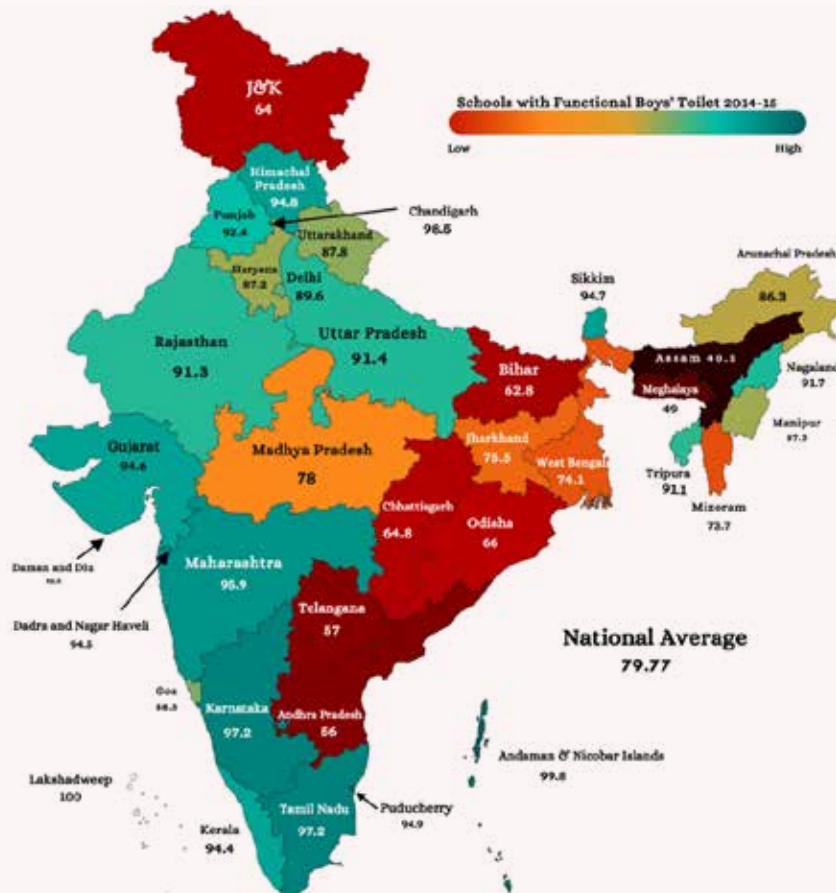 J&K
64
Schools with Functional Boys' Toilet 2014-15
Low
High
Himachal
Pradesh
94.8
Punjab
92.4
Chandigarh
98.5
Uttarakhand
87.8
Haryana
87.2
Delhi
89.6
Sikkim
94.7
Arunachal Pradesh
86.3
Rajasthan
91.3
Uttar Pradesh
91.4
Bihar
62.8
Assam
Meghalaya
49
Nagaland
91.7
Manipur
Gujarat
94.6
Madhya Pradesh
78
Jharkhand
75.5
West Bengal
74.1
Tripura
91.1
Mizoram
73.7
Chhattisgarh
64.8
Odisha
66
Daman and Diu
Maharashtra
95.9
Dadra and Nagar Haveli
94.5
Telangana
57
National Average
79.77
Goa
Karnataka
97.2
Andhra Pradesh
56
Andaman & Nicobar Islands
99.8
Lakshadweep
100
Puducherry
94.9
Tamil Nadu
97.2
Kerala
94.4